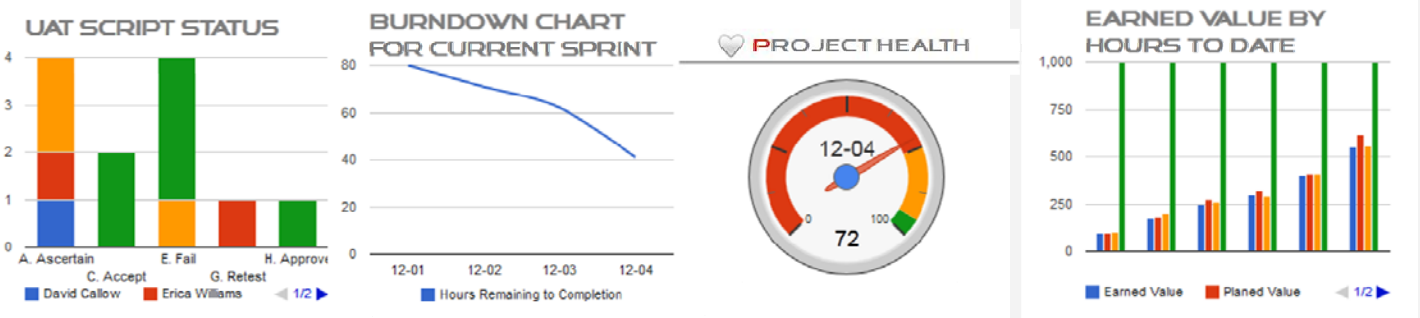 UAT SCRIPT STATUS
4
3
2
1
0
A. Ascertain
C. Accept
E. Fail
G. Retest
H. Approve
David Callow
Erica Williams
1/2
BURNDOWN CHART
FOR CURRENT SPRINT
80
60
40
20
0
12-01
12-02
12-03
12-04
Hours Remaining to Completion
PROJECT HEALTH
12-04
0
100
72
EARNED VALUE BY
HOURS TO DATE
1,000
750
500
250
0
Earned Value
Planed Value
1/2